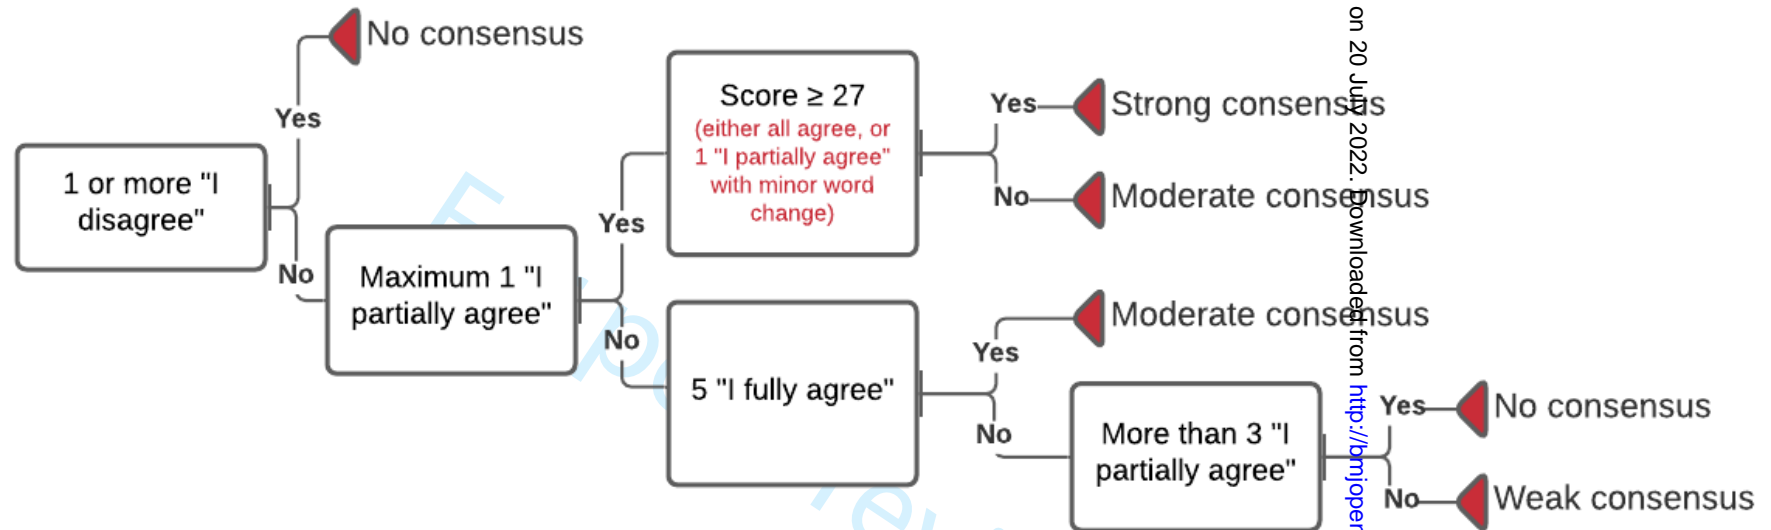 No consensus
Yes
1 or more "I
disagree"
No
Maximum 1 "I
partially agree"
Yes
No
Score ≥ 27
(either all agree, or
1 "I partially agree"
with minor word
change)
Yes
Strong consensus
No
Moderate consensus
5 "I fully agree"
Yes
Moderate consensus
No
More than 3 "I
partially agree"
Yes
No consensus
No
Weak consensus
on 20 July 2022. Downloaded from http://bmjoper